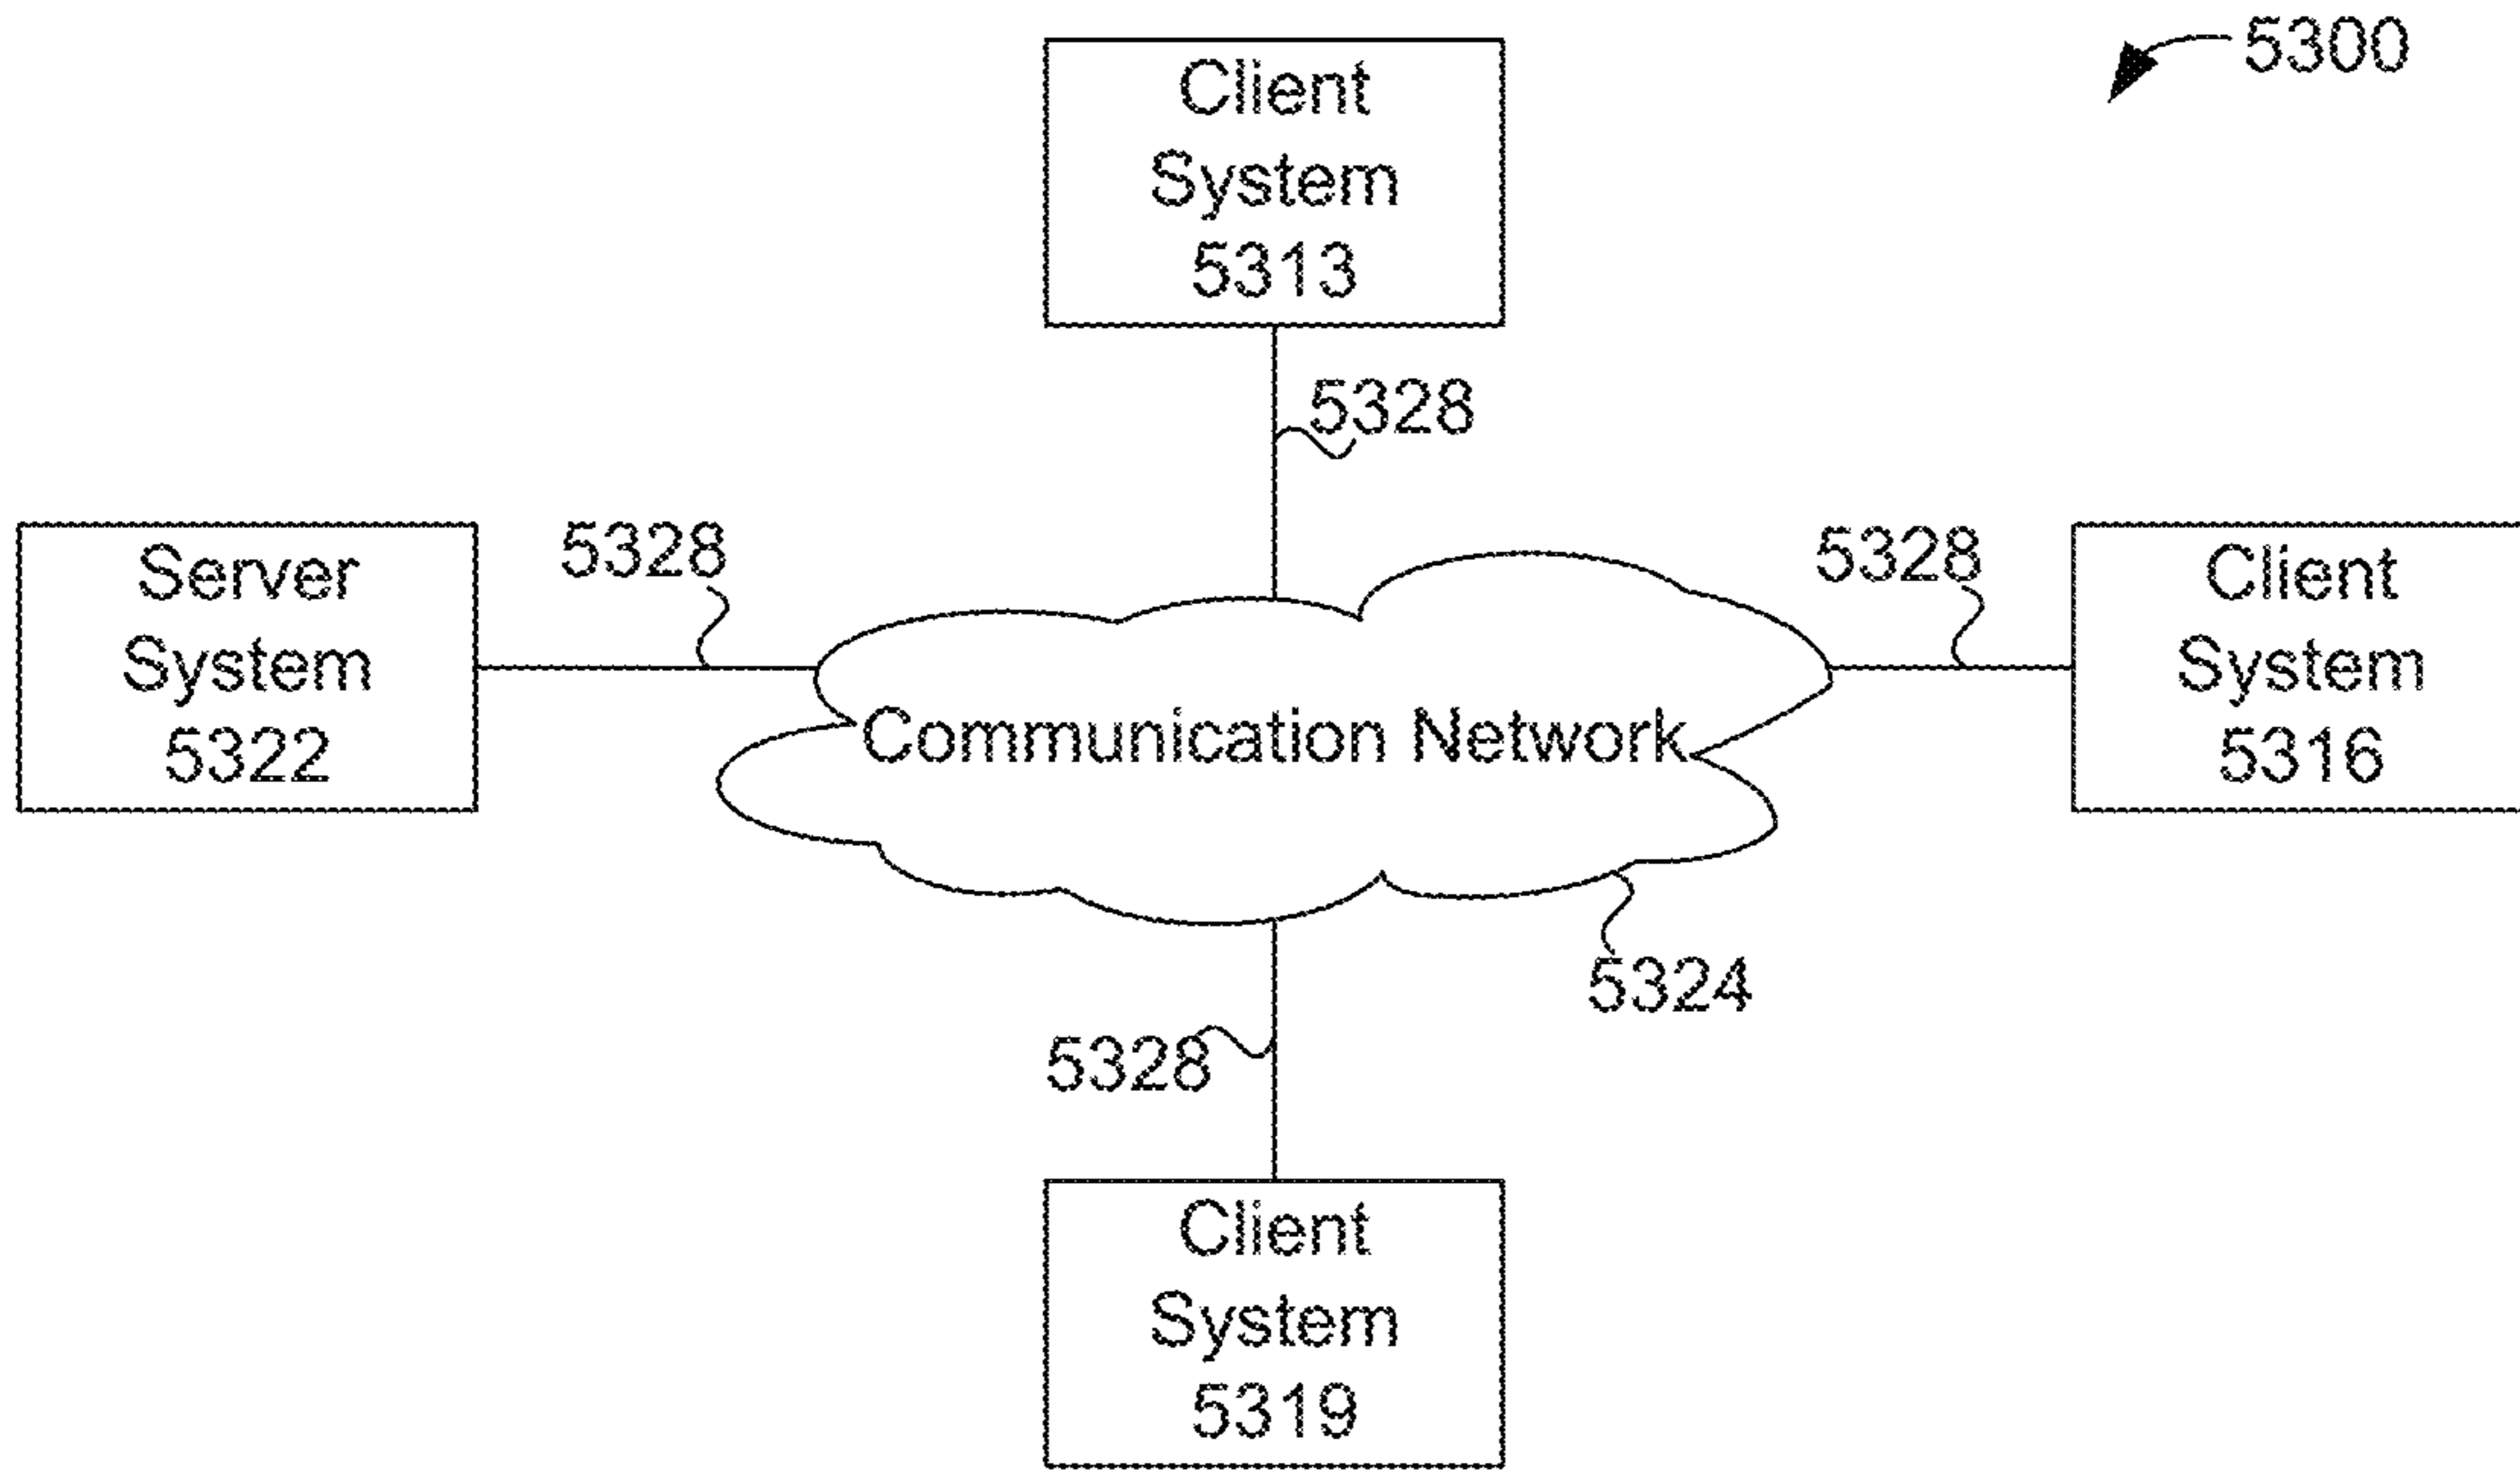 5300
Client
System
5313
5328
Server
System
5322
5328
5328
Client
System
5316
Communication Network
5324
5328
Client
System
5319